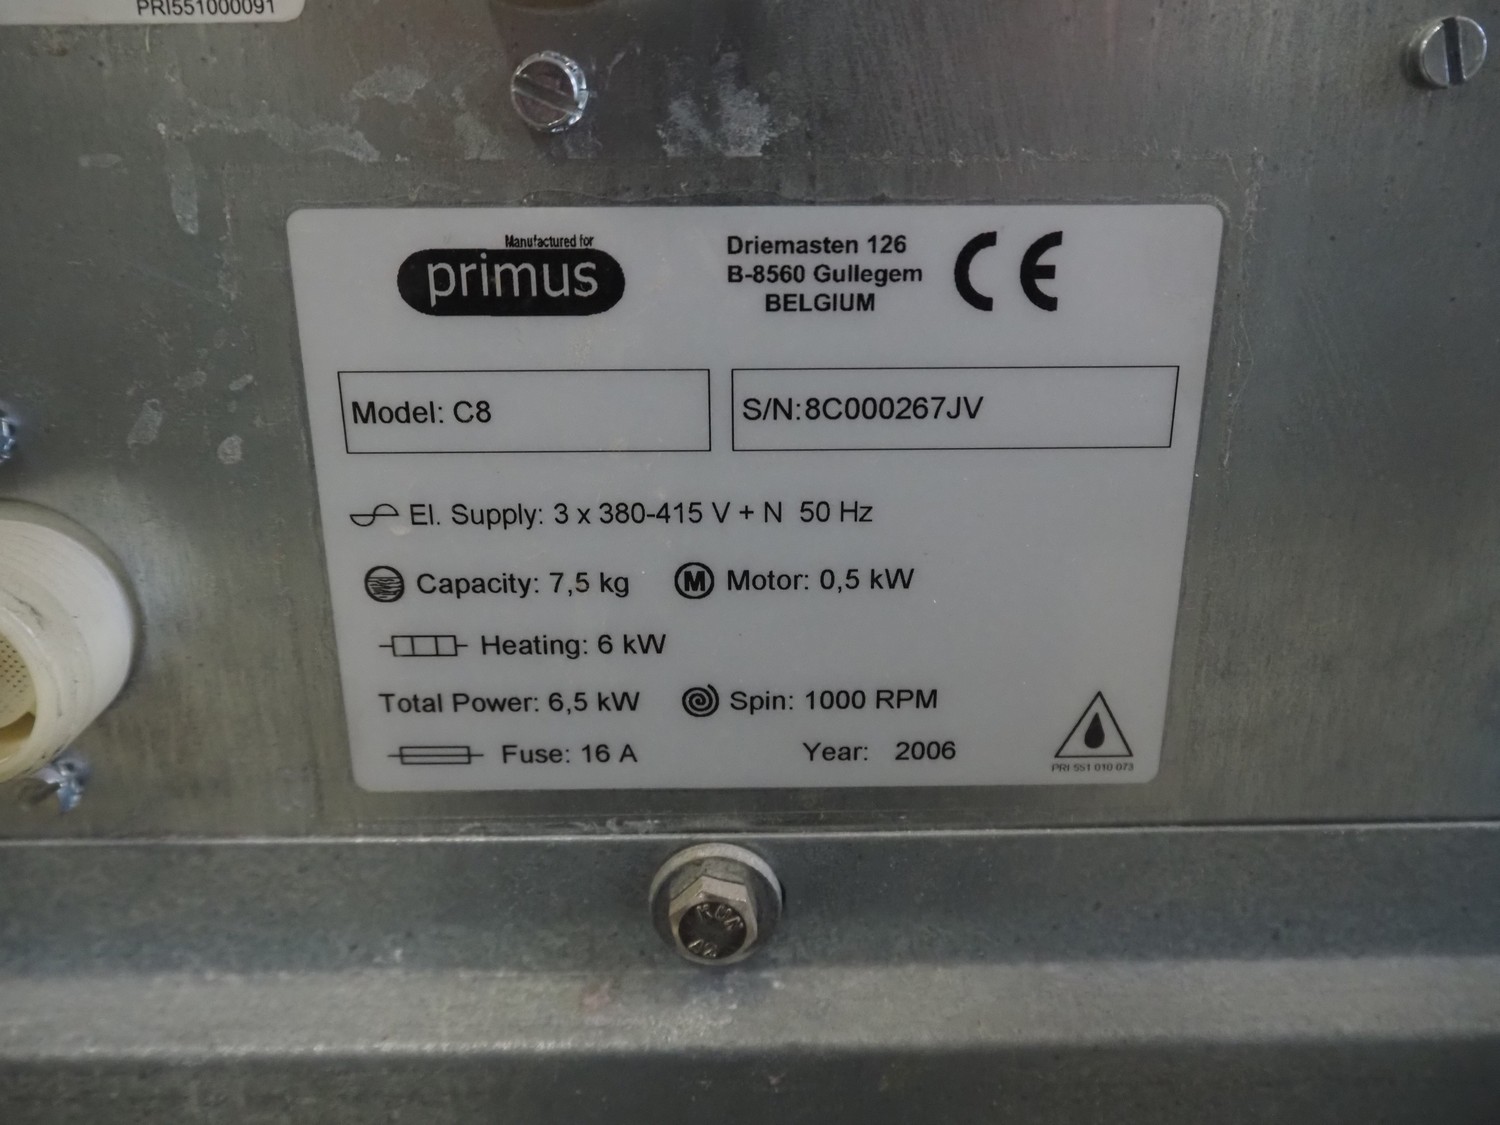 PRI551000091
Manufactured for
primus
Driemasten 126
B-8560 Gullegem
BELGIUM
CE
Model: C8
S/N:8C000267JV
El. Supply: 3 x 380-415 V + N 50 Hz
Capacity: 7,5 kg
M Motor: 0,5 kW
Heating: 6 kW
Total Power: 6,5 kW
Spin: 1000 RPM
Fuse: 16 A
Year: 2006
PRI 551 010 073
A2